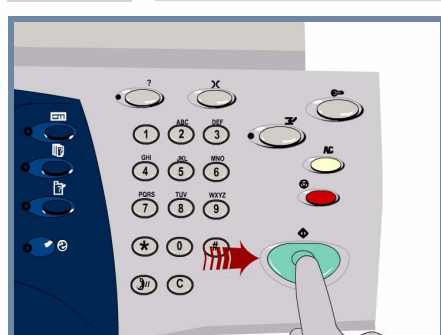 ?
ABC DEF
1 2 3
AC
GHI JKL MNO
4 5 6
PQRS TUV WXYZ
7 8 9
* 0 #
C